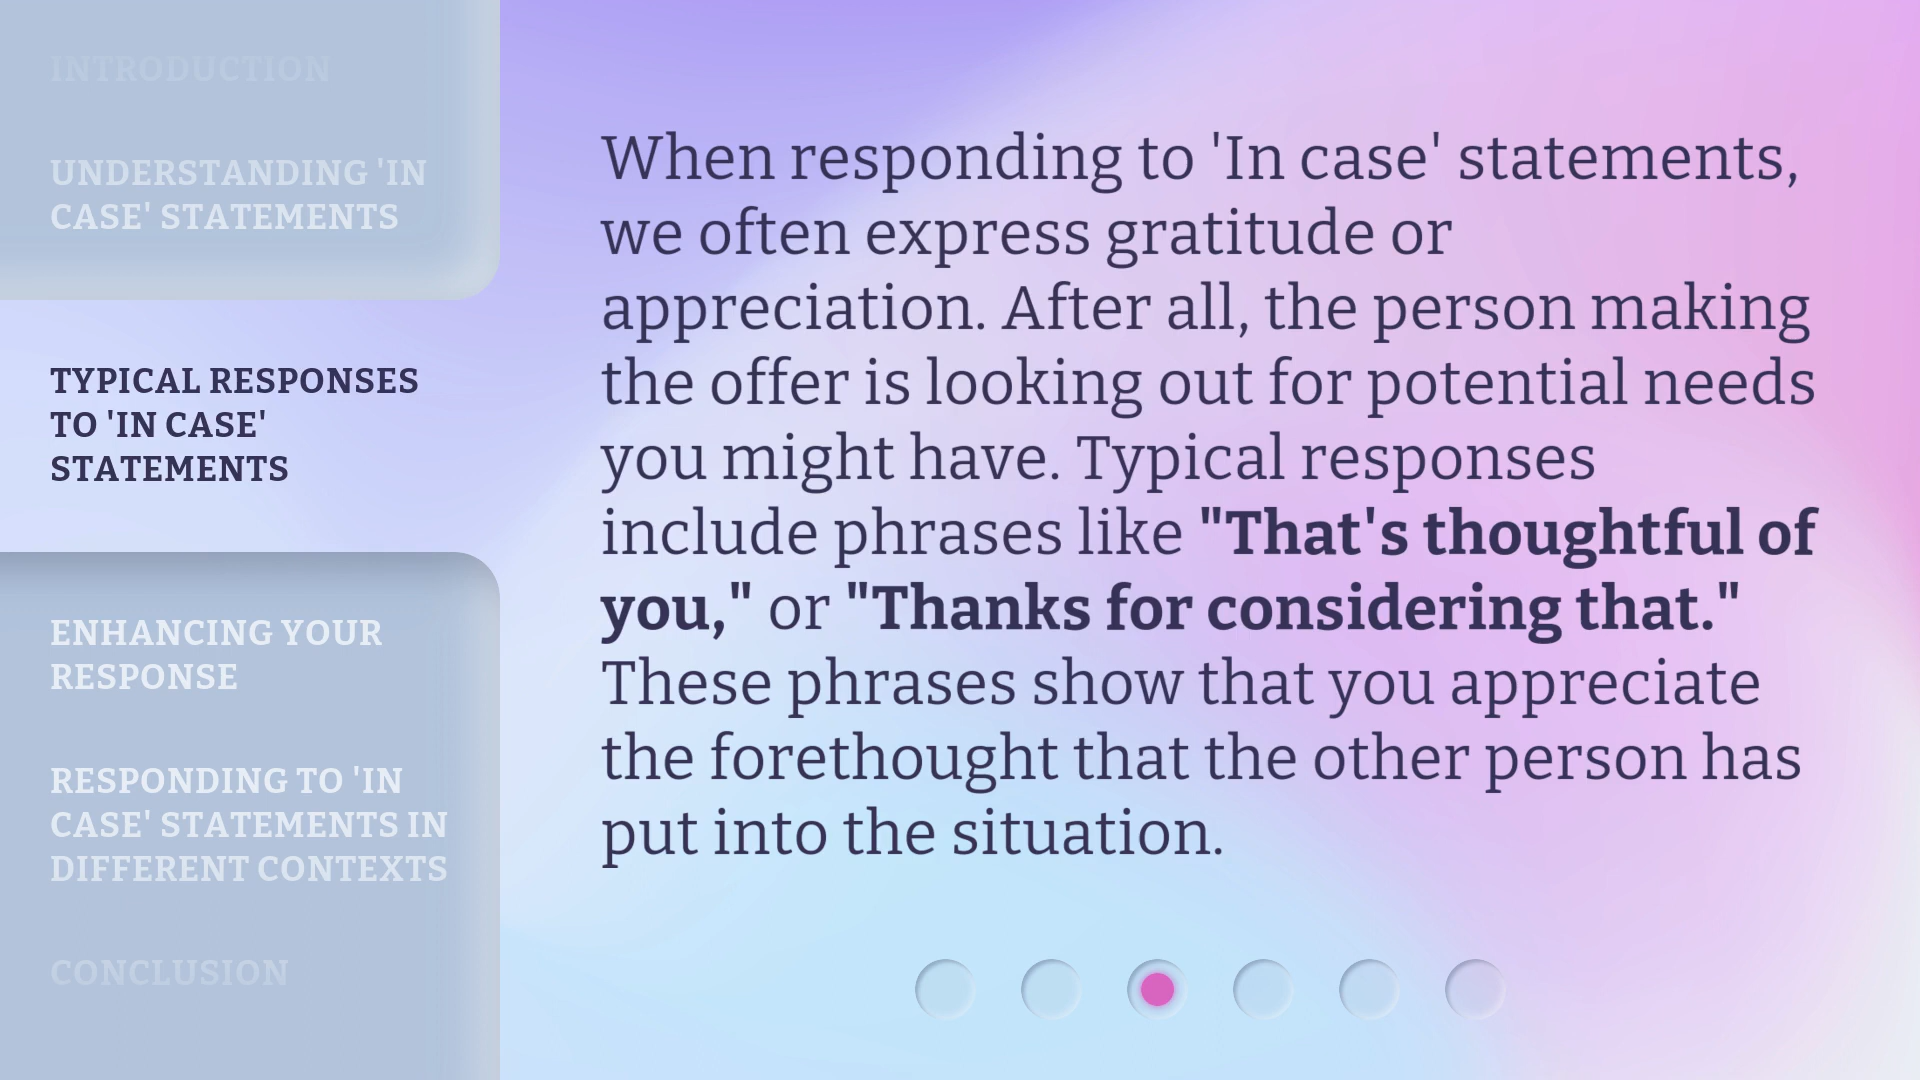 INTRODUCTION
UNDERSTANDING 'IN
CASE' STATEMENTS
TYPICAL RESPONSES
TO 'IN CASE'
STATEMENTS
ENHANCING YOUR
RESPONSE
RESPONDING TO 'IN
CASE' STATEMENTS IN
DIFFERENT CONTEXTS
CONCLUSION
When responding to 'In case' statements,
we often express gratitude or
appreciation. After all, the person making
the offer is looking out for potential needs
you might have. Typical responses
include phrases like "That's thoughtful of
you," or "Thanks for considering that."
These phrases show that you appreciate
the forethought that the other person has
put into the situation.